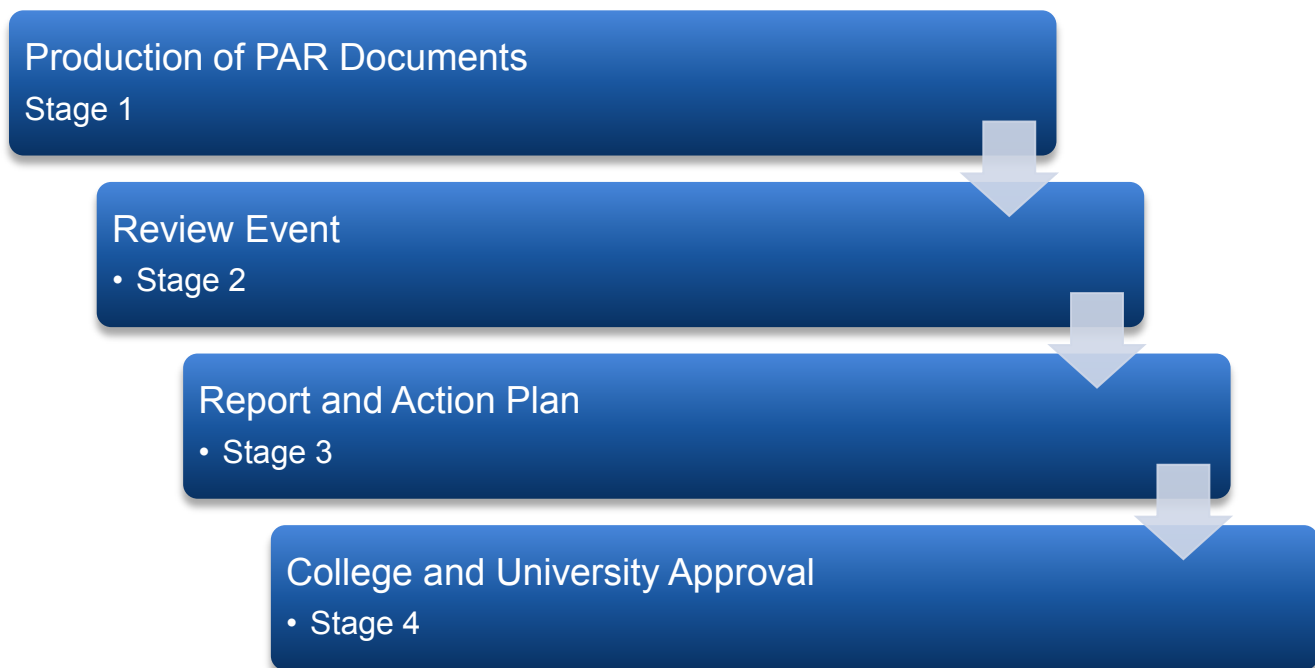 Production of PAR Documents
Stage 1
Review Event
• Stage 2
Report and Action Plan
• Stage 3
College and University Approval
• Stage 4